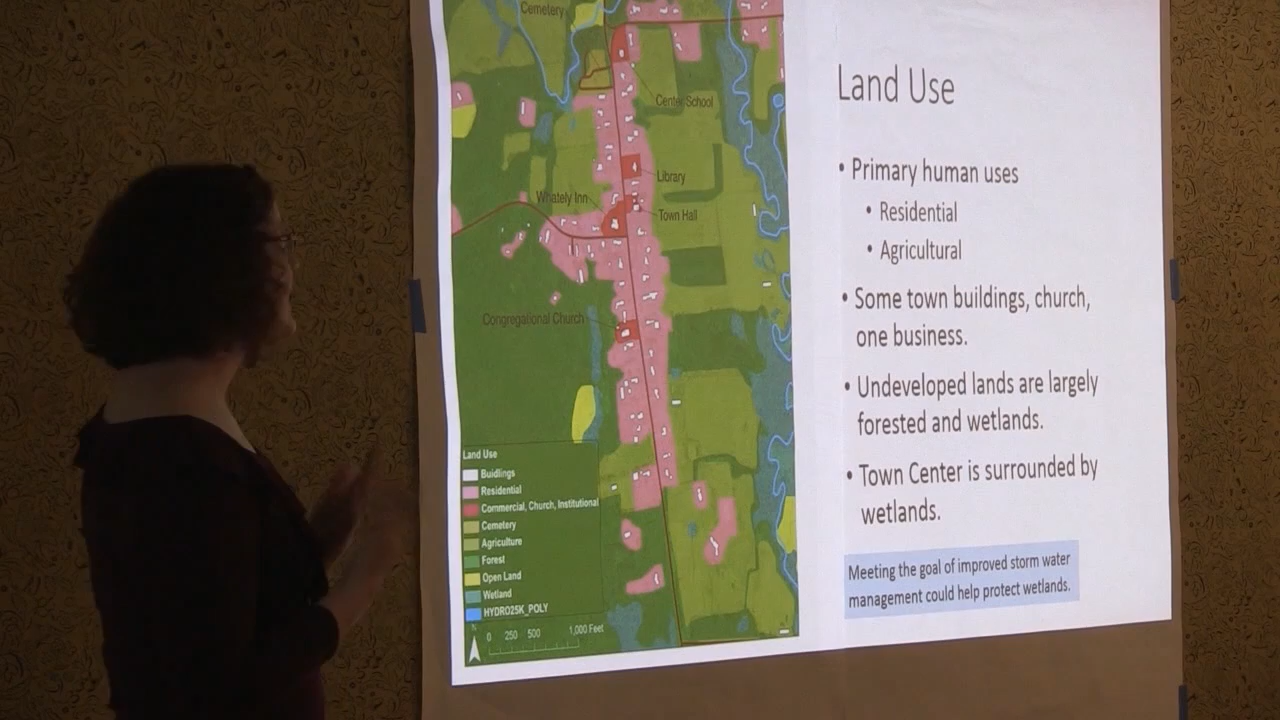 Cemetery
Center School
Library
Whately Inn
Town Hall
Congregational Church
Land Use
Buidlings
Residential
Commercial, Church, Institutional
Cemetery
Agriculture
Forest
Open Land
Wetland
HYDRO25K_POLY
N
0 250 500 1,000 Feet
Land Use
• Primary human uses
• Residential
• Agricultural
• Some town buildings, church,
one business.
• Undeveloped lands are largely
forested and wetlands.
• Town Center is surrounded by
wetlands.
Meeting the goal of improved storm water
management could help protect wetlands.